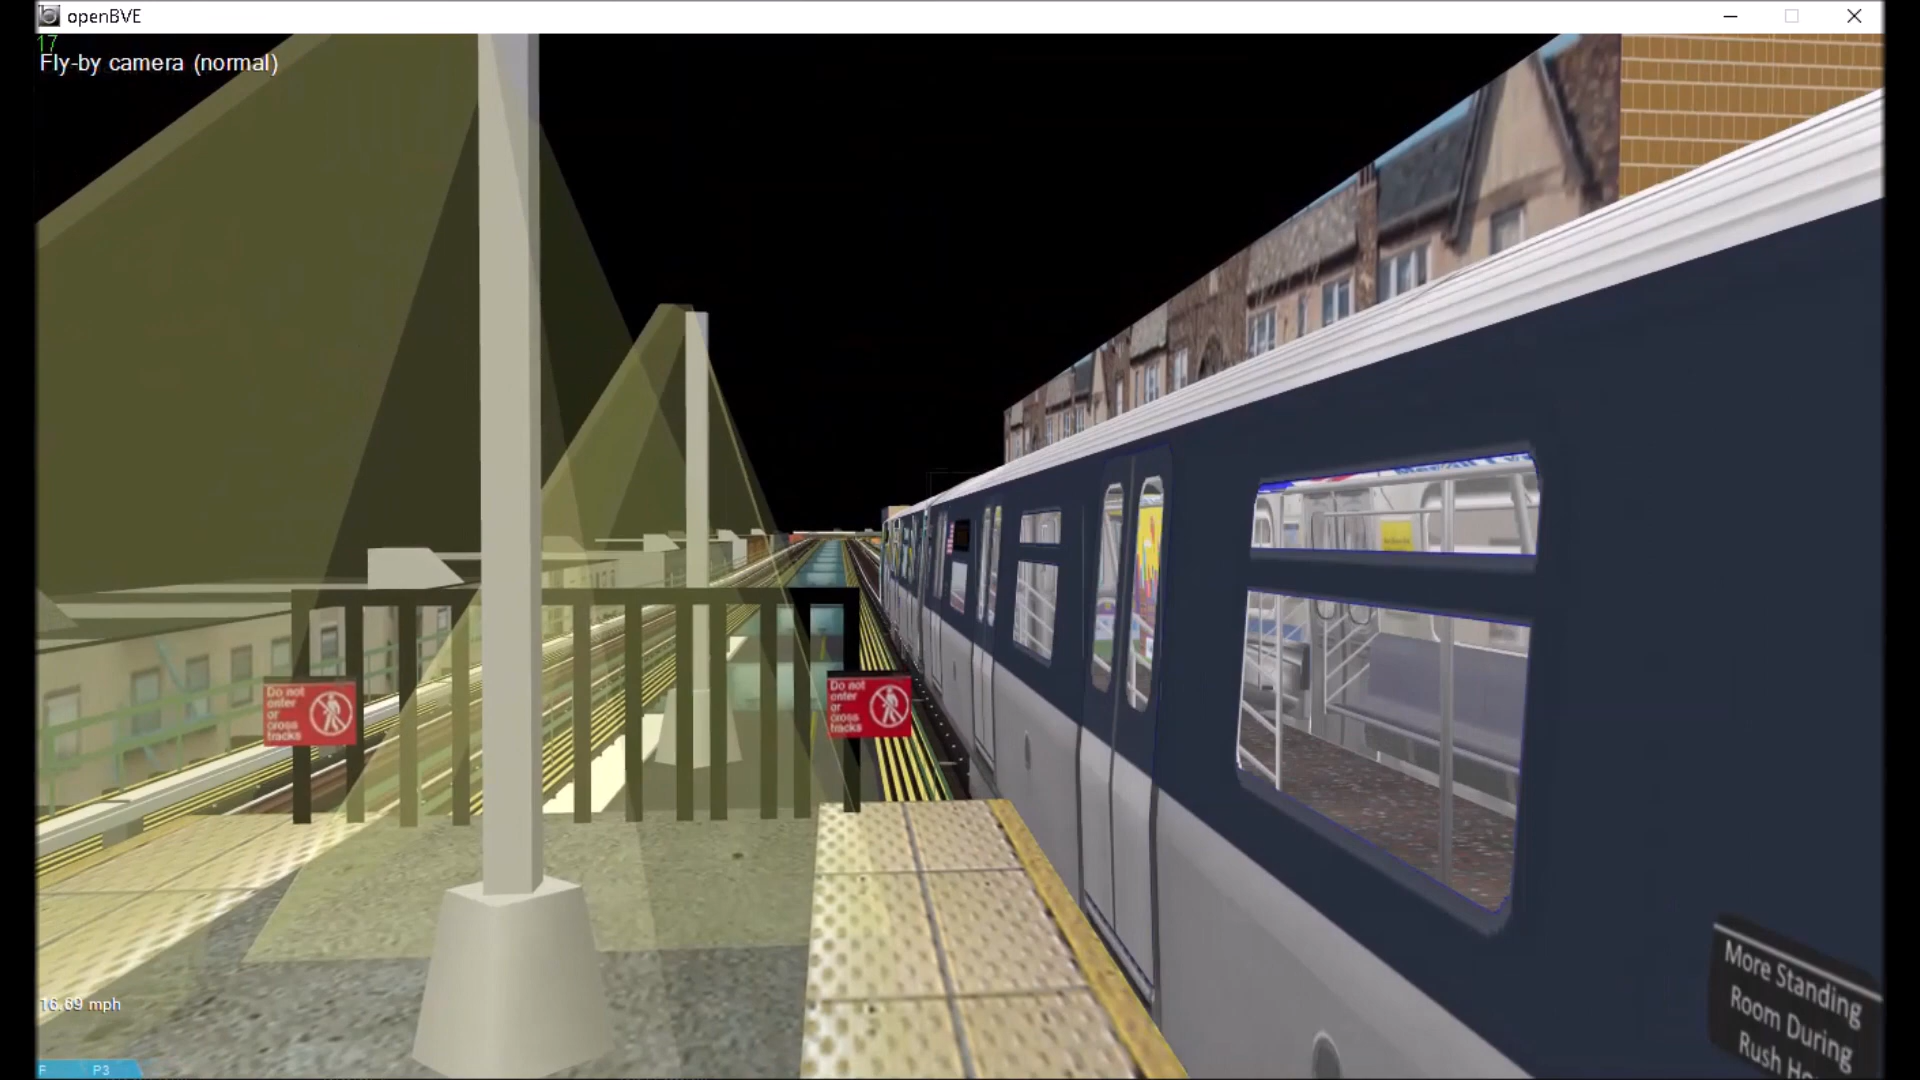 openBVE
17
Fly-by camera (normal)
Do not
enter
or
cross
tracks
Do not
enter
or
cross
tracks
More Standing
Room During
Rush
16.69 mph
F P3